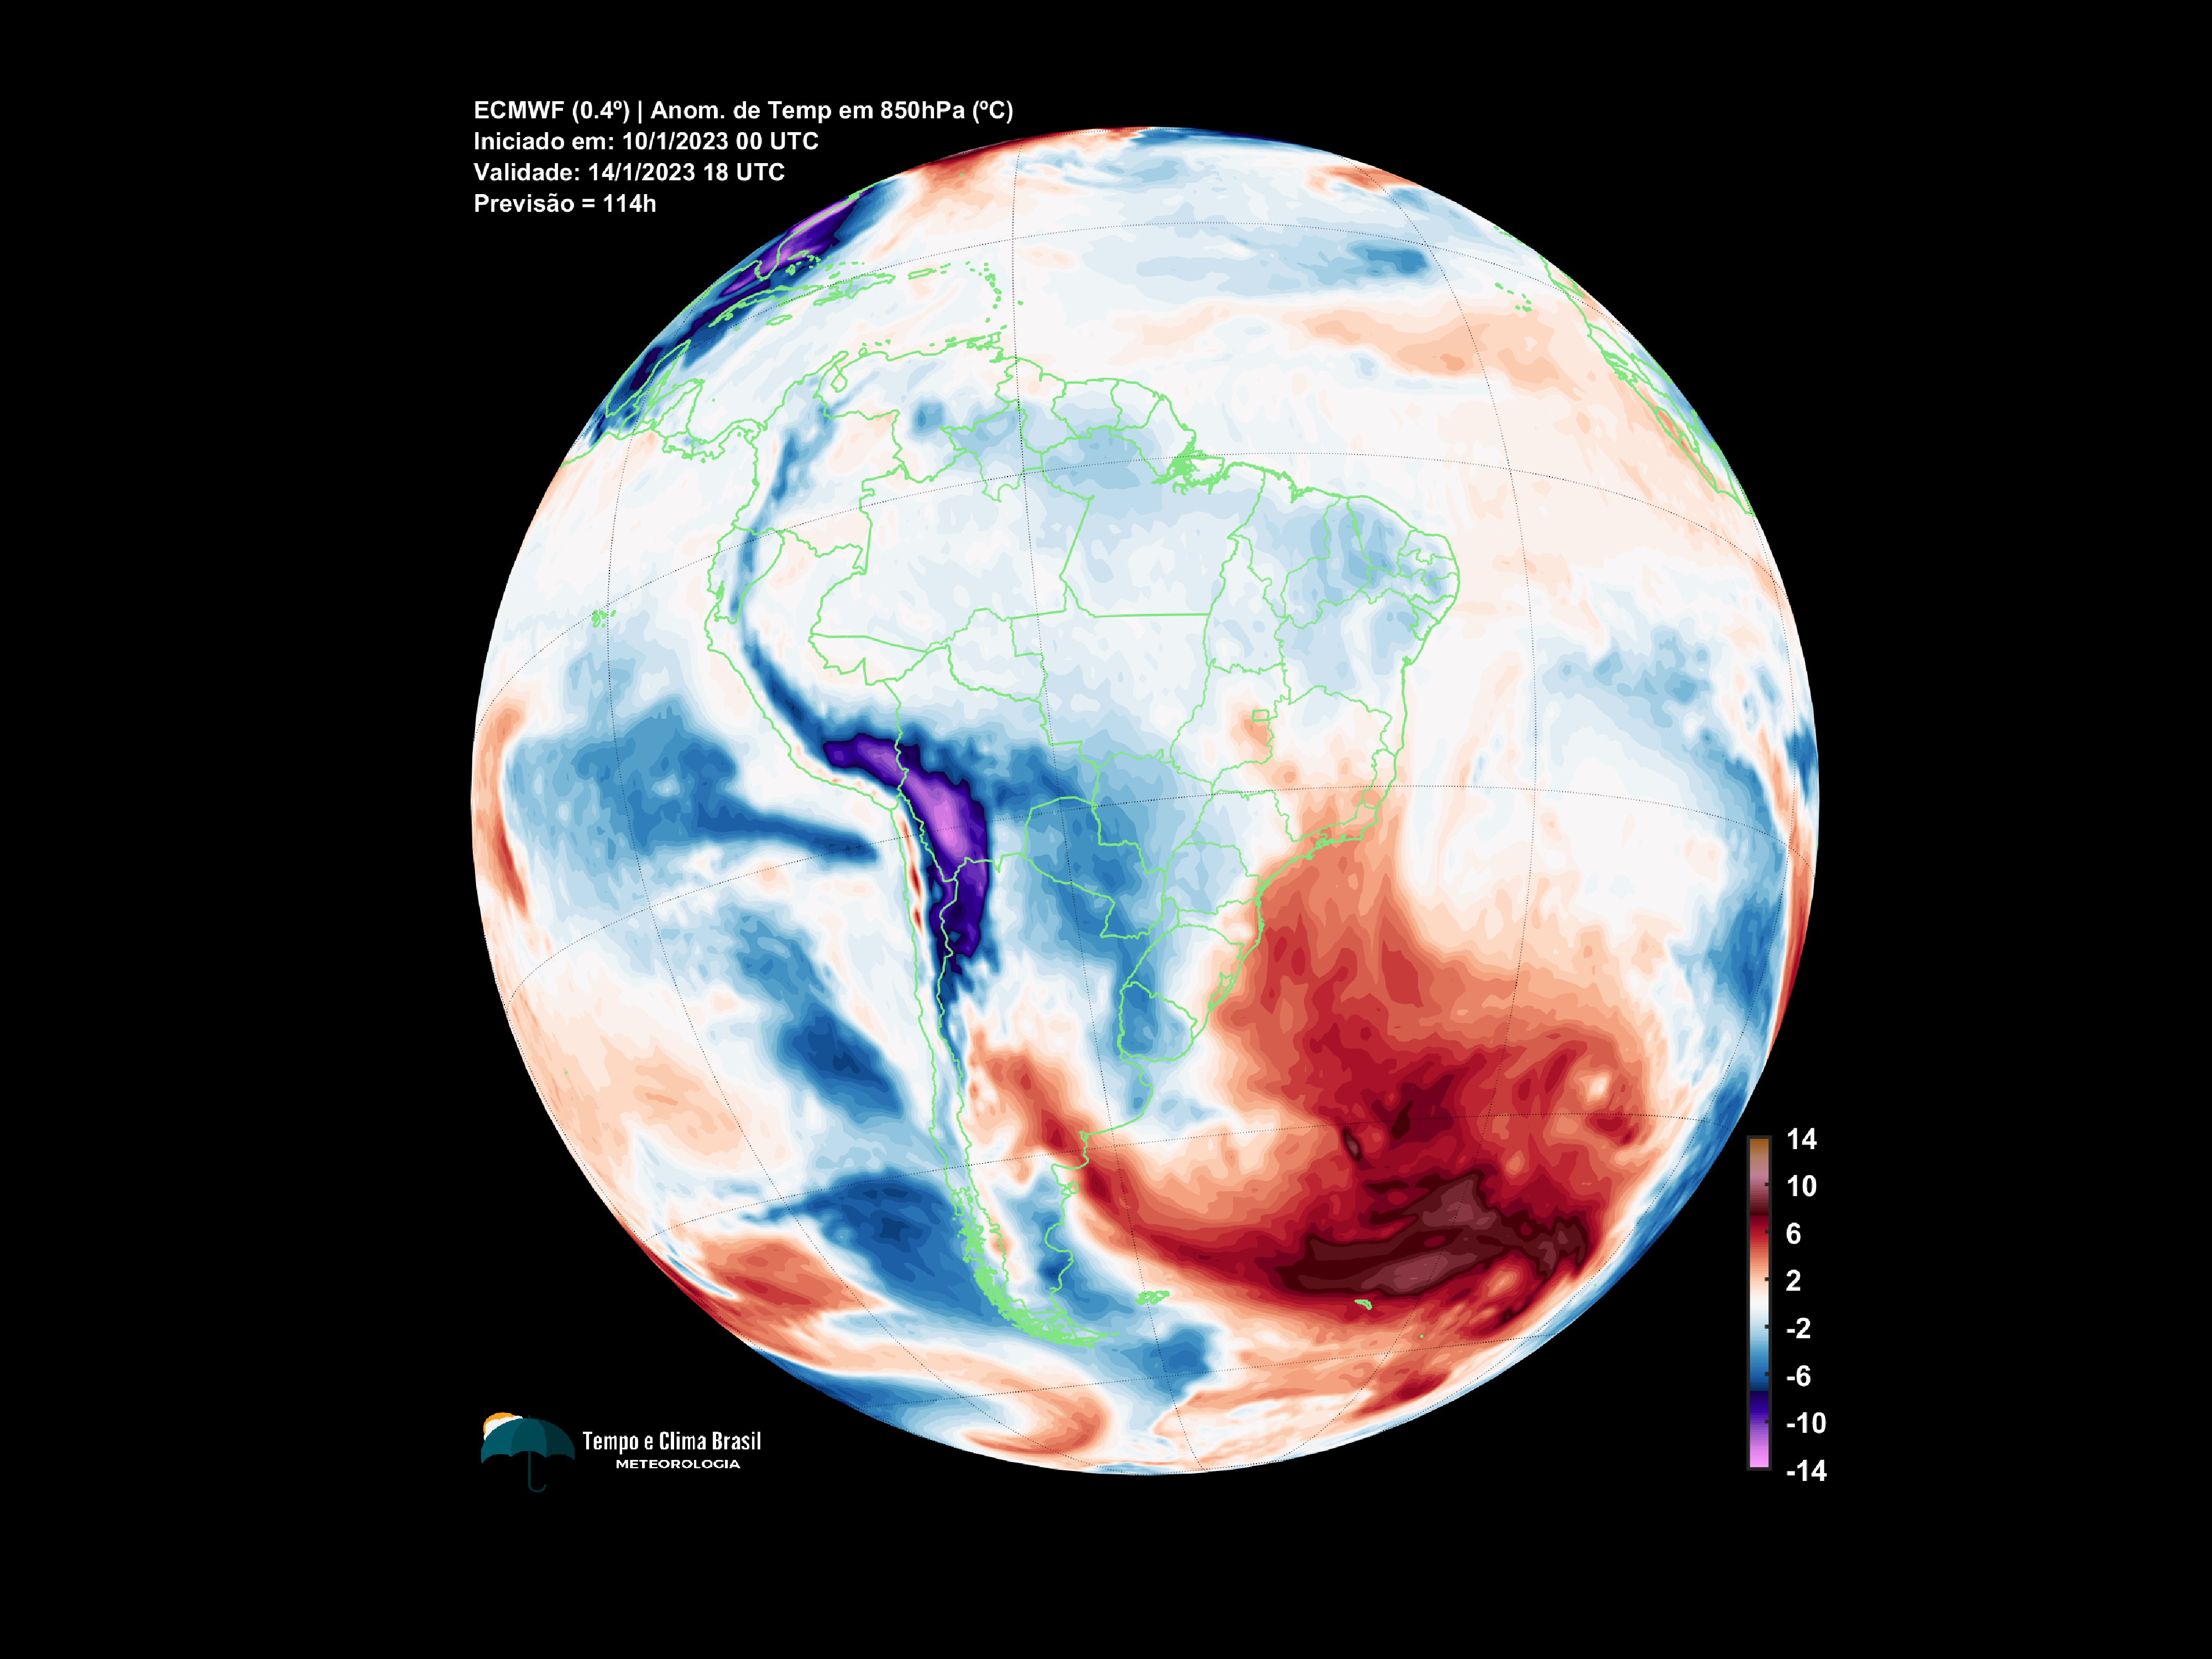 ECMWF (0.4º) | Anom. de Temp em 850hPa (ºC)
Iniciado em: 10/1/2023 00 UTC
Validade: 14/1/2023 18 UTC
Previsão = 114h
14
10
6
2
-2
-6
-10
-14
Tempo e Clima Brasil
METEOROLOGIA